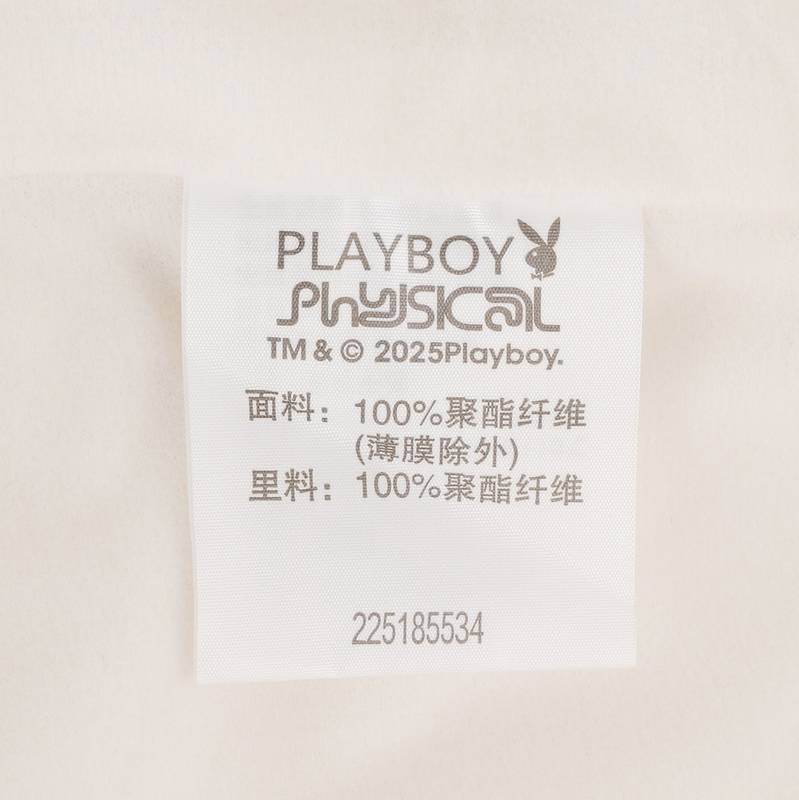 PLAYBOY
Physical
TM & © 2025Playboy.
面料：100%聚酯纤维
(薄膜除外)
里料：100%聚酯纤维
225185534